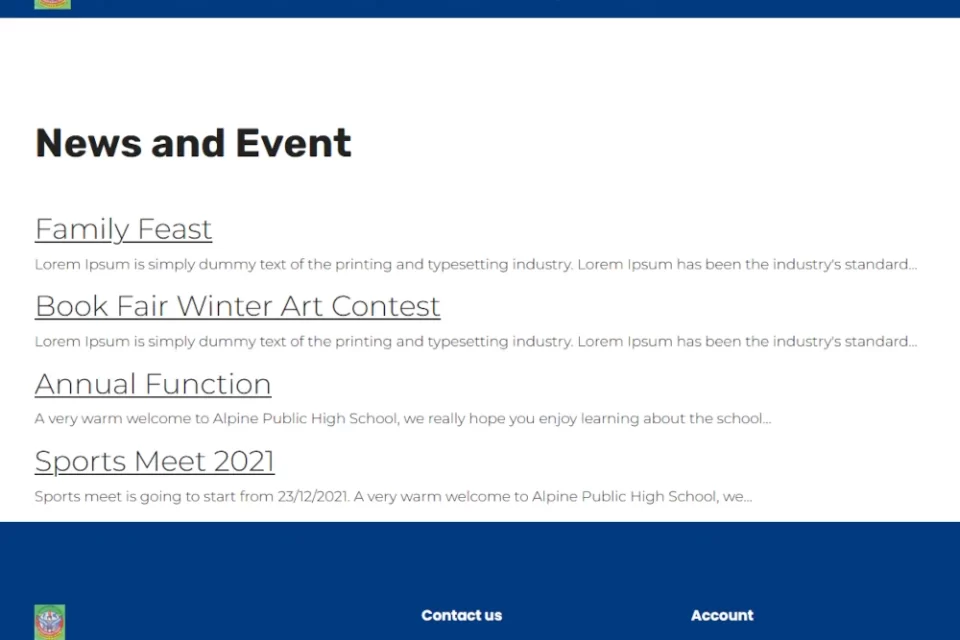 News and Event
Family Feast
Lorem Ipsum is simply dummy text of the printing and typesetting industry. Lorem Ipsum has been the industry's standard...
Book Fair Winter Art Contest
Lorem Ipsum is simply dummy text of the printing and typesetting industry. Lorem Ipsum has been the industry's standard...
Annual Function
A very warm welcome to Alpine Public High School, we really hope you enjoy learning about the school...
Sports Meet 2021
Sports meet is going to start from 23/12/2021. A very warm welcome to Alpine Public High School, we...
Contact us
Account